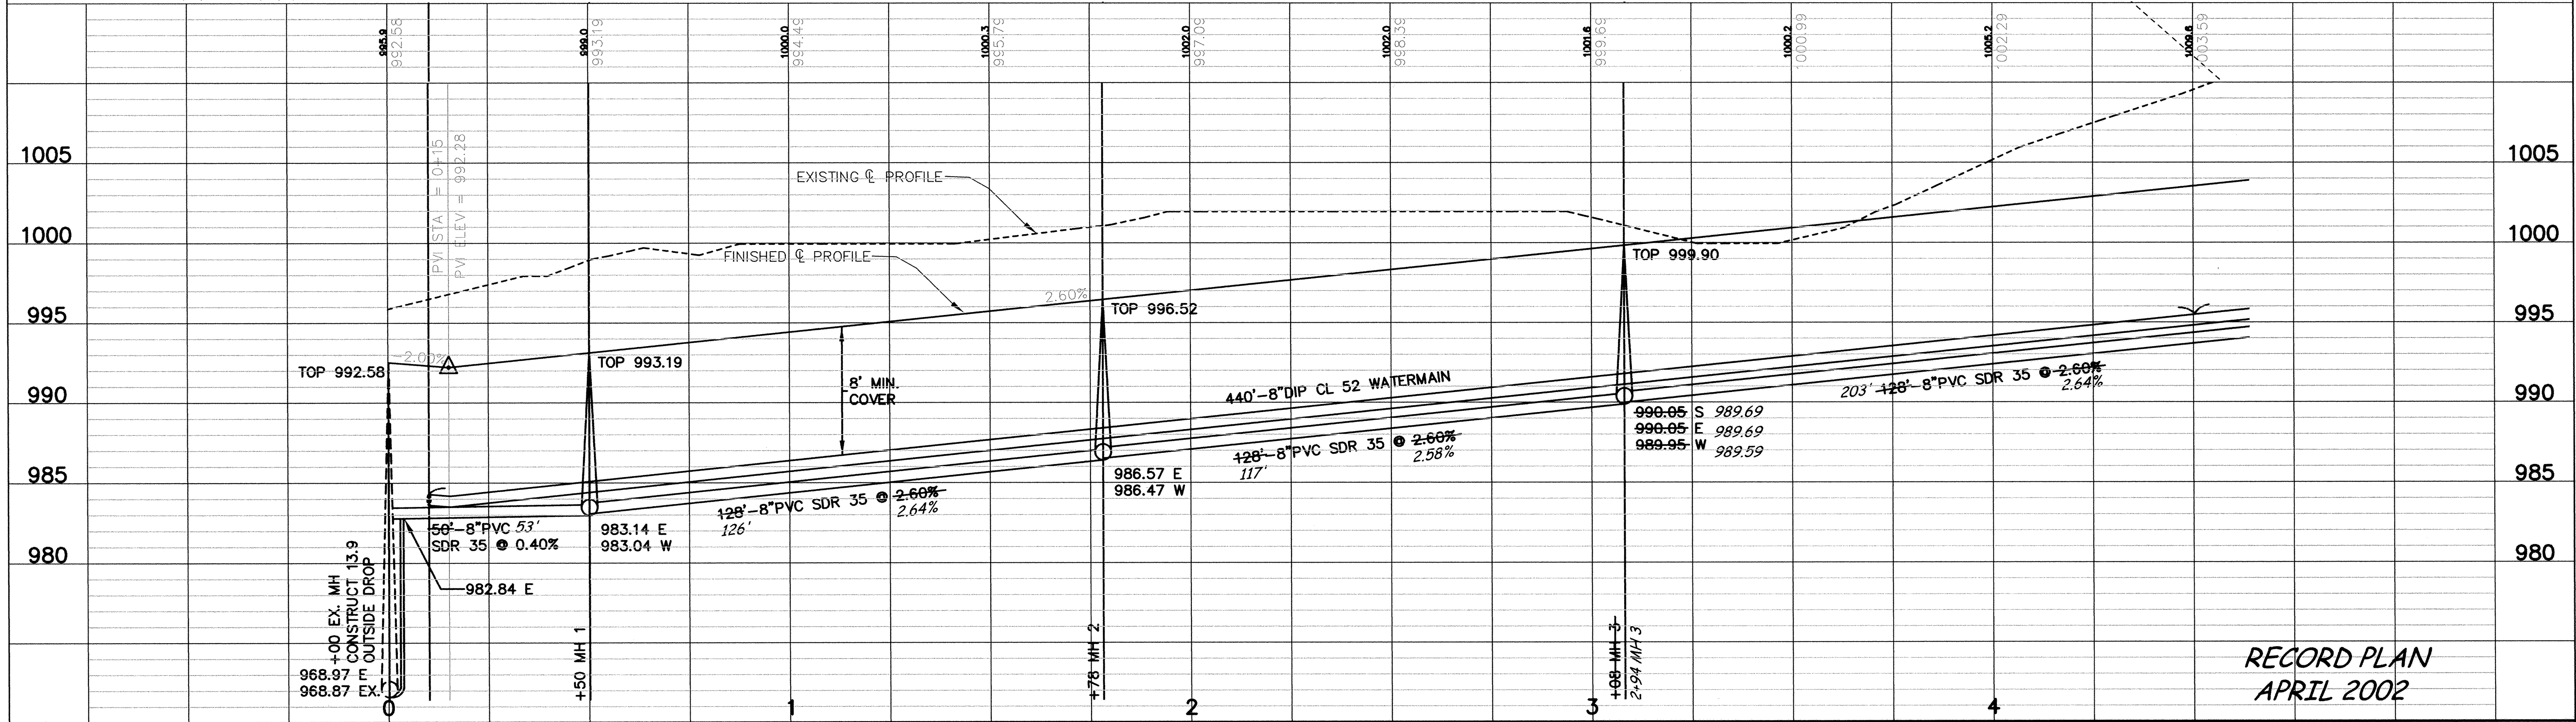 995.9
992.58
999.0
993.19
1000.0
994.49
1000.3
995.79
1002.0
997.09
1002.0
998.39
1001.6
999.69
1000.2
1000.99
1005.2
1002.29
1009.6
1003.59
PVI STA = 0+15
PVI ELEV = 992.28
1005
1005
EXISTING ℄ PROFILE
1000
1000
FINISHED ℄ PROFILE
TOP 999.90
2.60%
995
TOP 996.52
995
-2.00%
TOP 992.58
TOP 993.19
8' MIN.
COVER
440'-8"DIP CL 52 WATERMAIN
203' 128'-8"PVC SDR 35 @ 2.60%
2.64%
990
990
990.05 S 989.69
990.05 E 989.69
989.95 W 989.59
128'-8"PVC SDR 35 @ 2.60%
117' 2.58%
985
986.57 E
986.47 W
985
128'-8"PVC SDR 35 @ 2.60%
126' 2.64%
50'-8"PVC 53'
SDR 35 @ 0.40%
983.14 E
983.04 W
980
980
982.84 E
+00 EX. MH
CONSTRUCT 13.9
OUTSIDE DROP
968.97 E
968.87 EX.
+50 MH 1
+78 MH 2
+08 MH 3
2+94 MH 3
RECORD PLAN
APRIL 2002
0
1
2
3
4